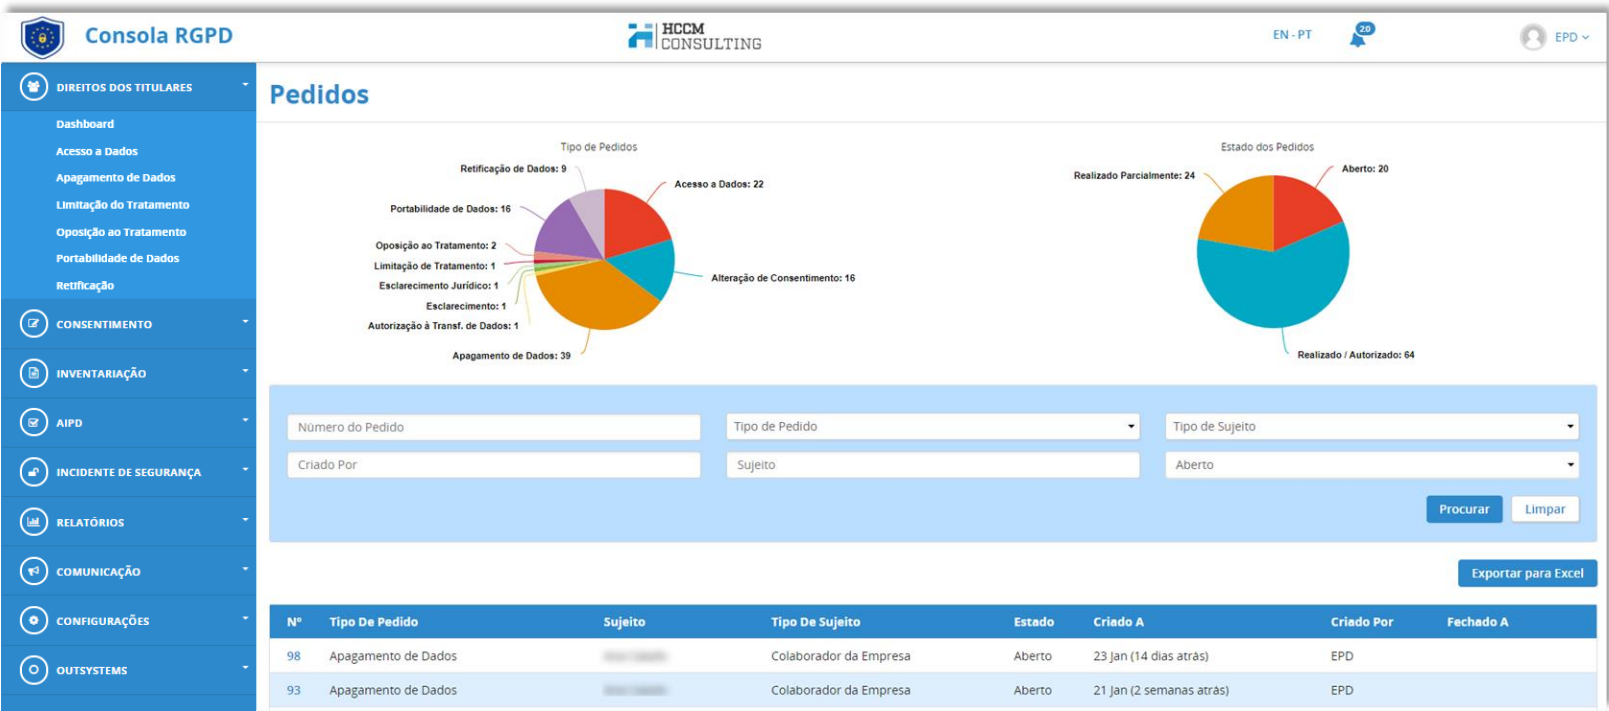 Consola RGPD
HCCM
CONSULTING
EN - PT
20
EPD
DIREITOS DOS TITULARES
Dashboard
Acesso a Dados
Apagamento de Dados
Limitação do Tratamento
Oposição ao Tratamento
Portabilidade de Dados
Retificação
CONSENTIMENTO
INVENTARIAÇÃO
AIPD
INCIDENTE DE SEGURANÇA
RELATÓRIOS
COMUNICAÇÃO
CONFIGURAÇÕES
OUTSYSTEMS
Pedidos
Tipo de Pedidos
Retificação de Dados: 9
Acesso a Dados: 22
Portabilidade de Dados: 16
Oposição ao Tratamento: 2
Limitação de Tratamento: 1
Alteração de Consentimento: 16
Esclarecimento Jurídico: 1
Esclarecimento: 1
Autorização à Transf. de Dados: 1
Apagamento de Dados: 39
Estado dos Pedidos
Aberto: 20
Realizado Parcialmente: 24
Realizado / Autorizado: 64
Número do Pedido
Tipo de Pedido
Tipo de Sujeito
Criado Por
Sujeito
Aberto
Procurar
Limpar
Exportar para Excel
Nº Tipo De Pedido Sujeito Tipo De Sujeito Estado Criado A Criado Por Fechado A
98 Apagamento de Dados Colaborador da Empresa Aberto 23 Jan (14 dias atrás) EPD
93 Apagamento de Dados Colaborador da Empresa Aberto 21 Jan (2 semanas atrás) EPD